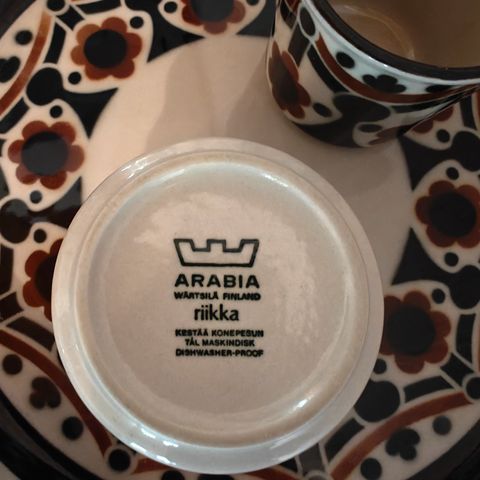 ARABIA
WÄRTSILÄ FINLAND
riikka
KESTÄÄ KONEPESUN
TÅL MASKINDISK
DISHWASHER-PROOF